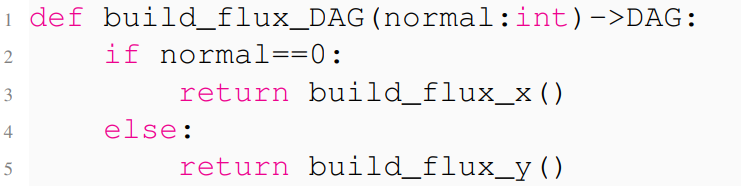 1 def build_flux_DAG(normal:int)->DAG:
2     if normal==0:
3         return build_flux_x()
4     else:
5         return build_flux_y()